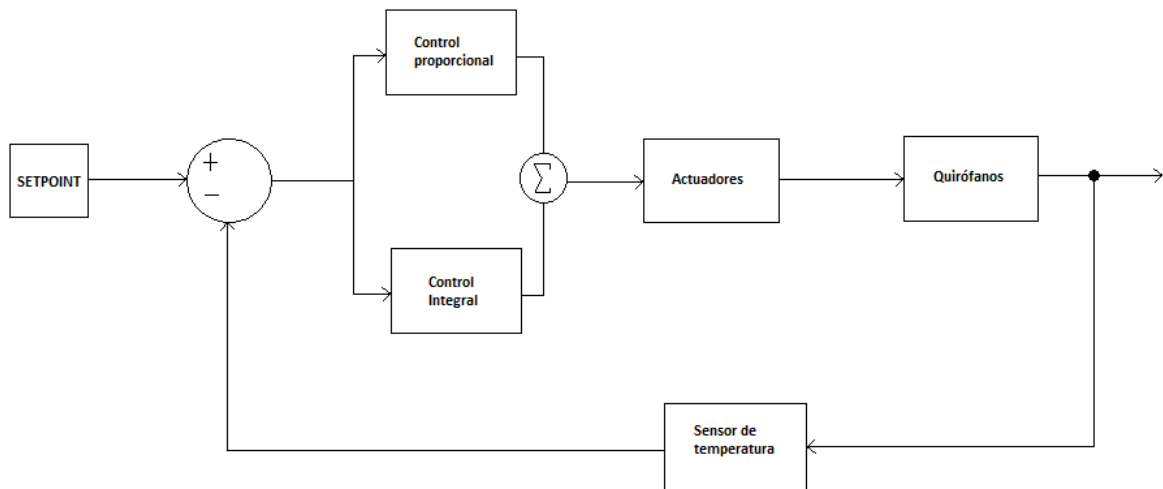 Control
proporcional
SETPOINT
+
−
Σ
Actuadores
Quirófanos
Control
Integral
Sensor de
temperatura